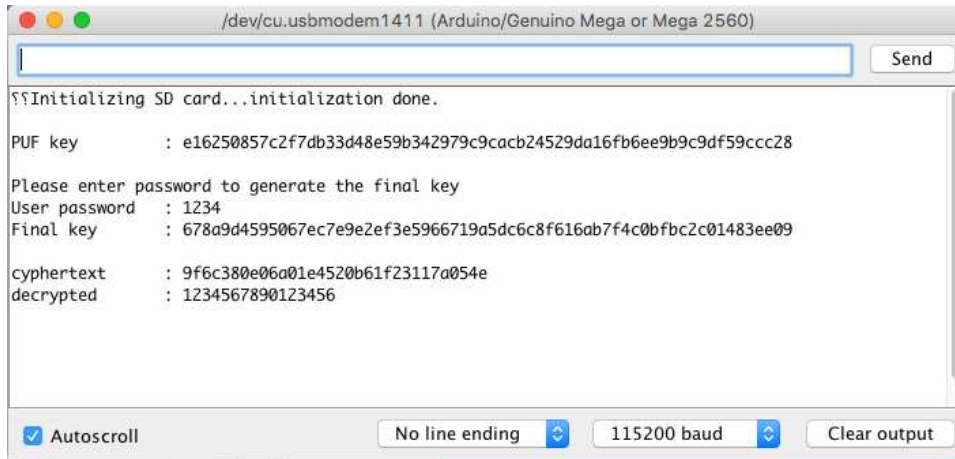 /dev/cu.usbmodem1411 (Arduino/Genuino Mega or Mega 2560)
Send
⸮⸮Initializing SD card...initialization done.
PUF key : e16250857c2f7db33d48e59b342979c9cacb24529da16fb6ee9b9c9df59ccc28
Please enter password to generate the final key
User password : 1234
Final key : 678a9d4595067ec7e9e2ef3e5966719a5dc6c8f616ab7f4c0bfbc2c01483ee09
cyphertext : 9f6c380e06a01e4520b61f23117a054e
decrypted : 1234567890123456
Autoscroll No line ending 115200 baud Clear output